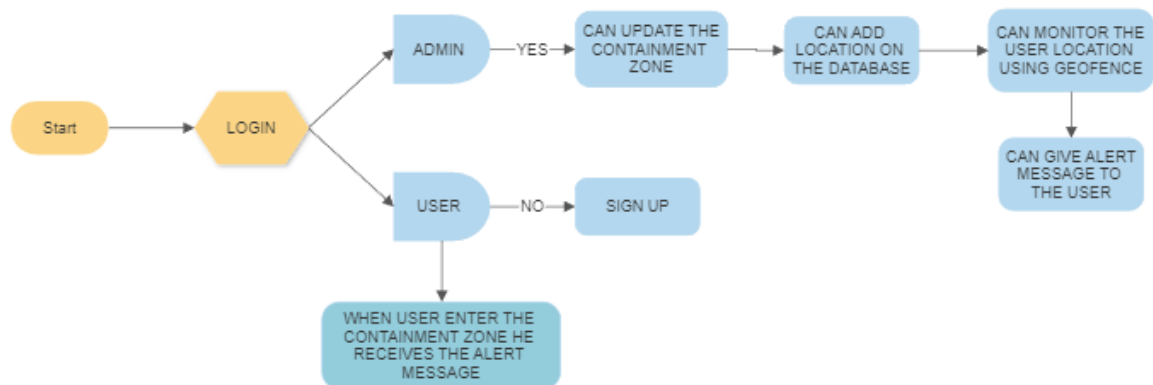 Start
LOGIN
ADMIN
YES
CAN UPDATE THE
CONTAINMENT
ZONE
CAN ADD
LOCATION ON
THE DATABASE
CAN MONITOR THE
USER LOCATION
USING GEOFENCE
CAN GIVE ALERT
MESSAGE TO
THE USER
USER
NO
SIGN UP
WHEN USER ENTER THE
CONTAINMENT ZONE HE
RECEIVES THE ALERT
MESSAGE